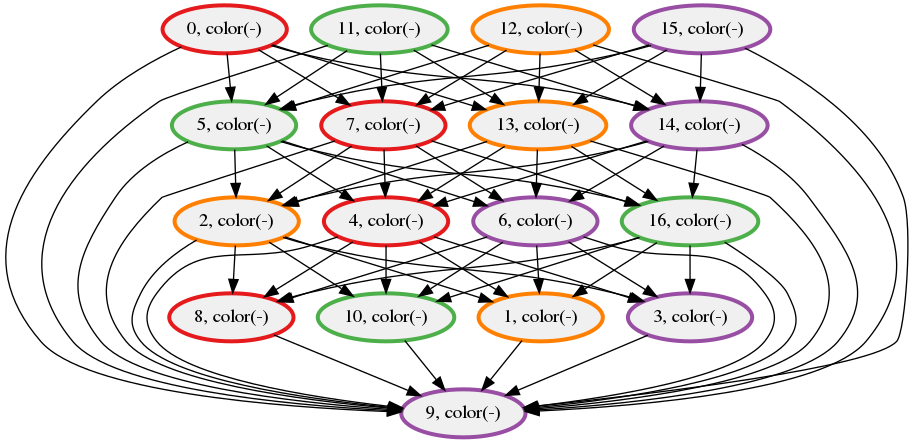 0, color(-)
11, color(-)
12, color(-)
15, color(-)
5, color(-)
7, color(-)
13, color(-)
14, color(-)
2, color(-)
4, color(-)
6, color(-)
16, color(-)
8, color(-)
10, color(-)
1, color(-)
3, color(-)
9, color(-)